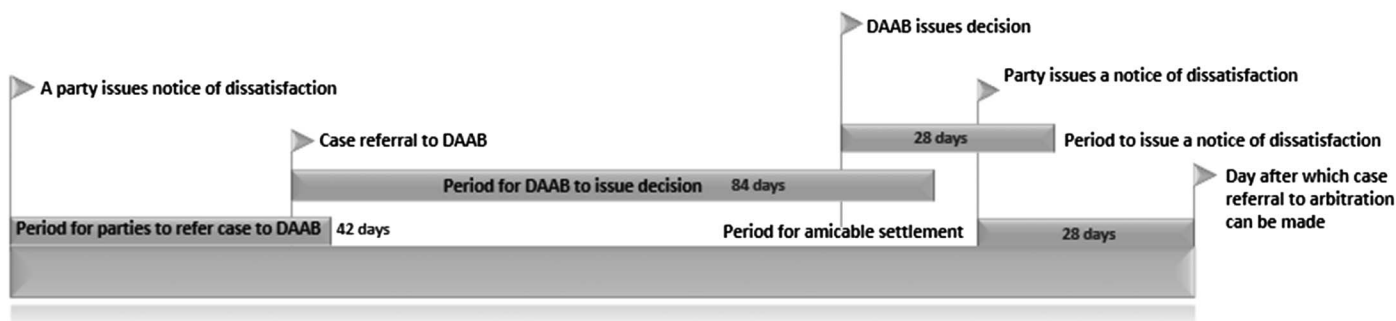 DAAB issues decision
A party issues notice of dissatisfaction
Party issues a notice of dissatisfaction
Case referral to DAAB
28 days
Period to issue a notice of dissatisfaction
Period for DAAB to issue decision 84 days
Day after which case
referral to arbitration
can be made
Period for parties to refer case to DAAB 42 days
Period for amicable settlement
28 days